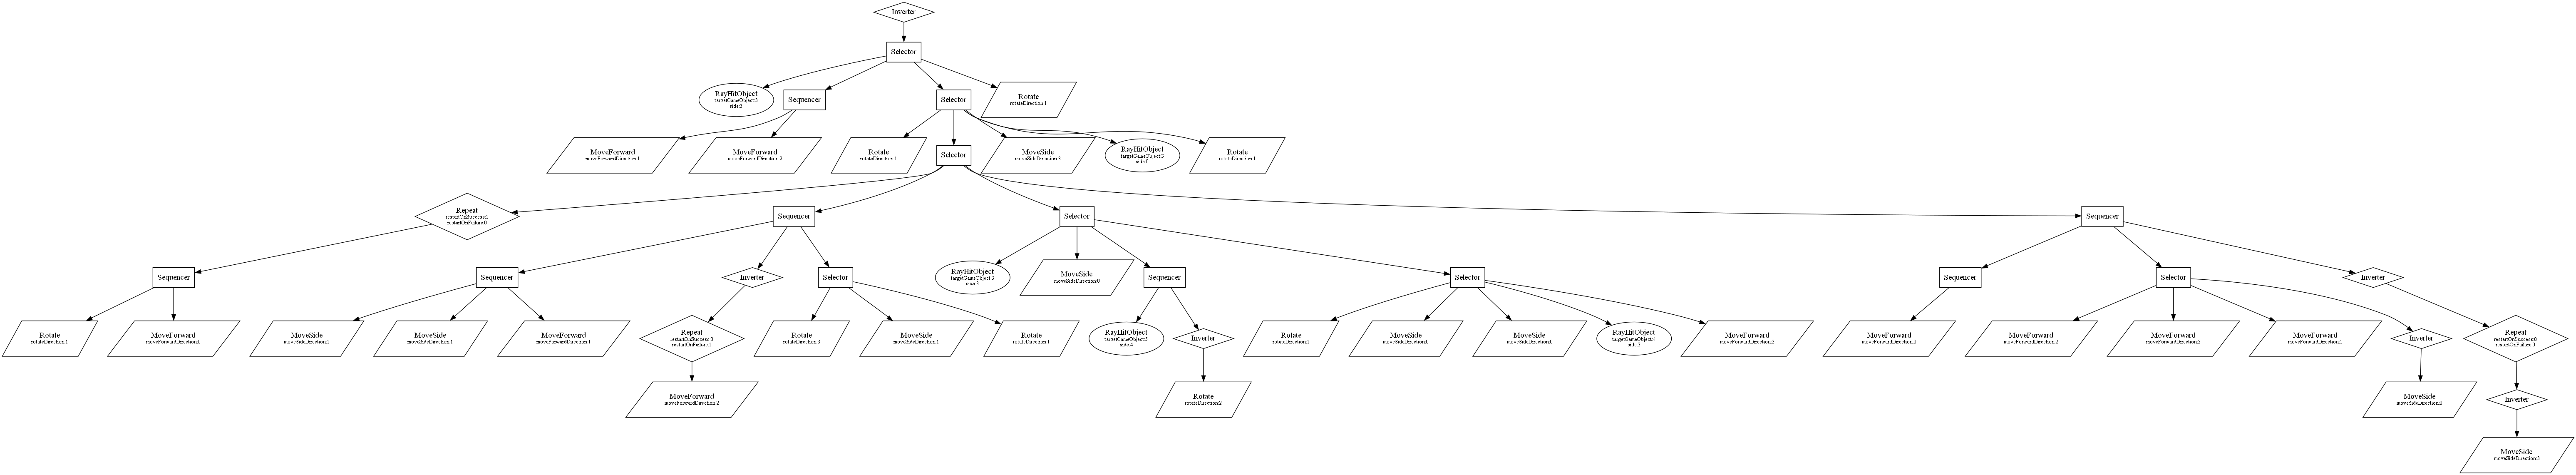 Inverter
Selector
RayHitObject
targetGameObject:3
side:3
Sequencer
Selector
Rotate
rotateDirection:1
MoveForward
moveForwardDirection:1
MoveForward
moveForwardDirection:2
Rotate
rotateDirection:1
Selector
MoveSide
moveSideDirection:3
RayHitObject
targetGameObject:3
side:0
Rotate
rotateDirection:1
Repeat
restartOnSuccess:1
restartOnFailure:0
Sequencer
Selector
Sequencer
Sequencer
Sequencer
Inverter
Selector
RayHitObject
targetGameObject:3
side:3
MoveSide
moveSideDirection:0
Sequencer
Selector
Sequencer
Selector
Inverter
Rotate
rotateDirection:1
MoveForward
moveForwardDirection:0
MoveSide
moveSideDirection:1
MoveSide
moveSideDirection:1
MoveForward
moveForwardDirection:1
Repeat
restartOnSuccess:0
restartOnFailure:1
Rotate
rotateDirection:3
MoveSide
moveSideDirection:1
Rotate
rotateDirection:1
RayHitObject
targetGameObject:5
side:4
Inverter
Rotate
rotateDirection:1
MoveSide
moveSideDirection:0
MoveSide
moveSideDirection:0
RayHitObject
targetGameObject:4
side:3
MoveForward
moveForwardDirection:2
MoveForward
moveForwardDirection:0
MoveForward
moveForwardDirection:2
MoveForward
moveForwardDirection:2
MoveForward
moveForwardDirection:1
Inverter
Repeat
restartOnSuccess:0
restartOnFailure:0
MoveForward
moveForwardDirection:2
Rotate
rotateDirection:2
MoveSide
moveSideDirection:0
Inverter
MoveSide
moveSideDirection:3